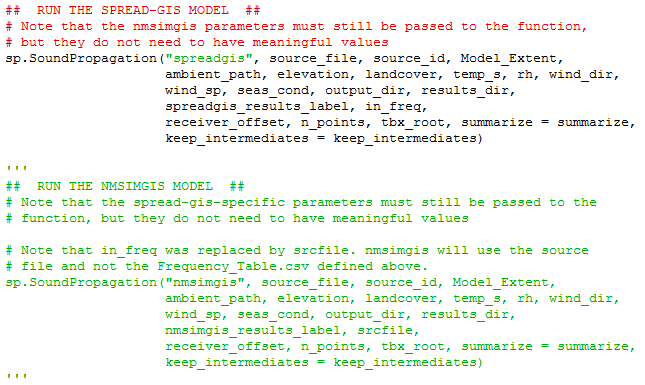 ##  RUN THE SPREAD-GIS MODEL  ##
# Note that the nmsimgis parameters must still be passed to the function,
# but they do not need to have meaningful values
sp.SoundPropagation("spreadgis", source_file, source_id, Model_Extent,
                    ambient_path, elevation, landcover, temp_s, rh, wind_dir,
                    wind_sp, seas_cond, output_dir, results_dir,
                    spreadgis_results_label, in_freq,
                    receiver_offset, n_points, tbx_root, summarize = summarize,
                    keep_intermediates = keep_intermediates)

'''
##  RUN THE NMSIMGIS MODEL  ##
# Note that the spread-gis-specific parameters must still be passed to the
# function, but they do not need to have meaningful values

# Note that in_freq was replaced by srcfile. nmsimgis will use the source
# file and not the Frequency_Table.csv defined above.
sp.SoundPropagation("nmsimgis", source_file, source_id, Model_Extent,
                    ambient_path, elevation, landcover, temp_s, rh, wind_dir,
                    wind_sp, seas_cond, output_dir, results_dir,
                    nmsimgis_results_label, srcfile,
                    receiver_offset, n_points, tbx_root, summarize = summarize,
                    keep_intermediates = keep_intermediates)
'''